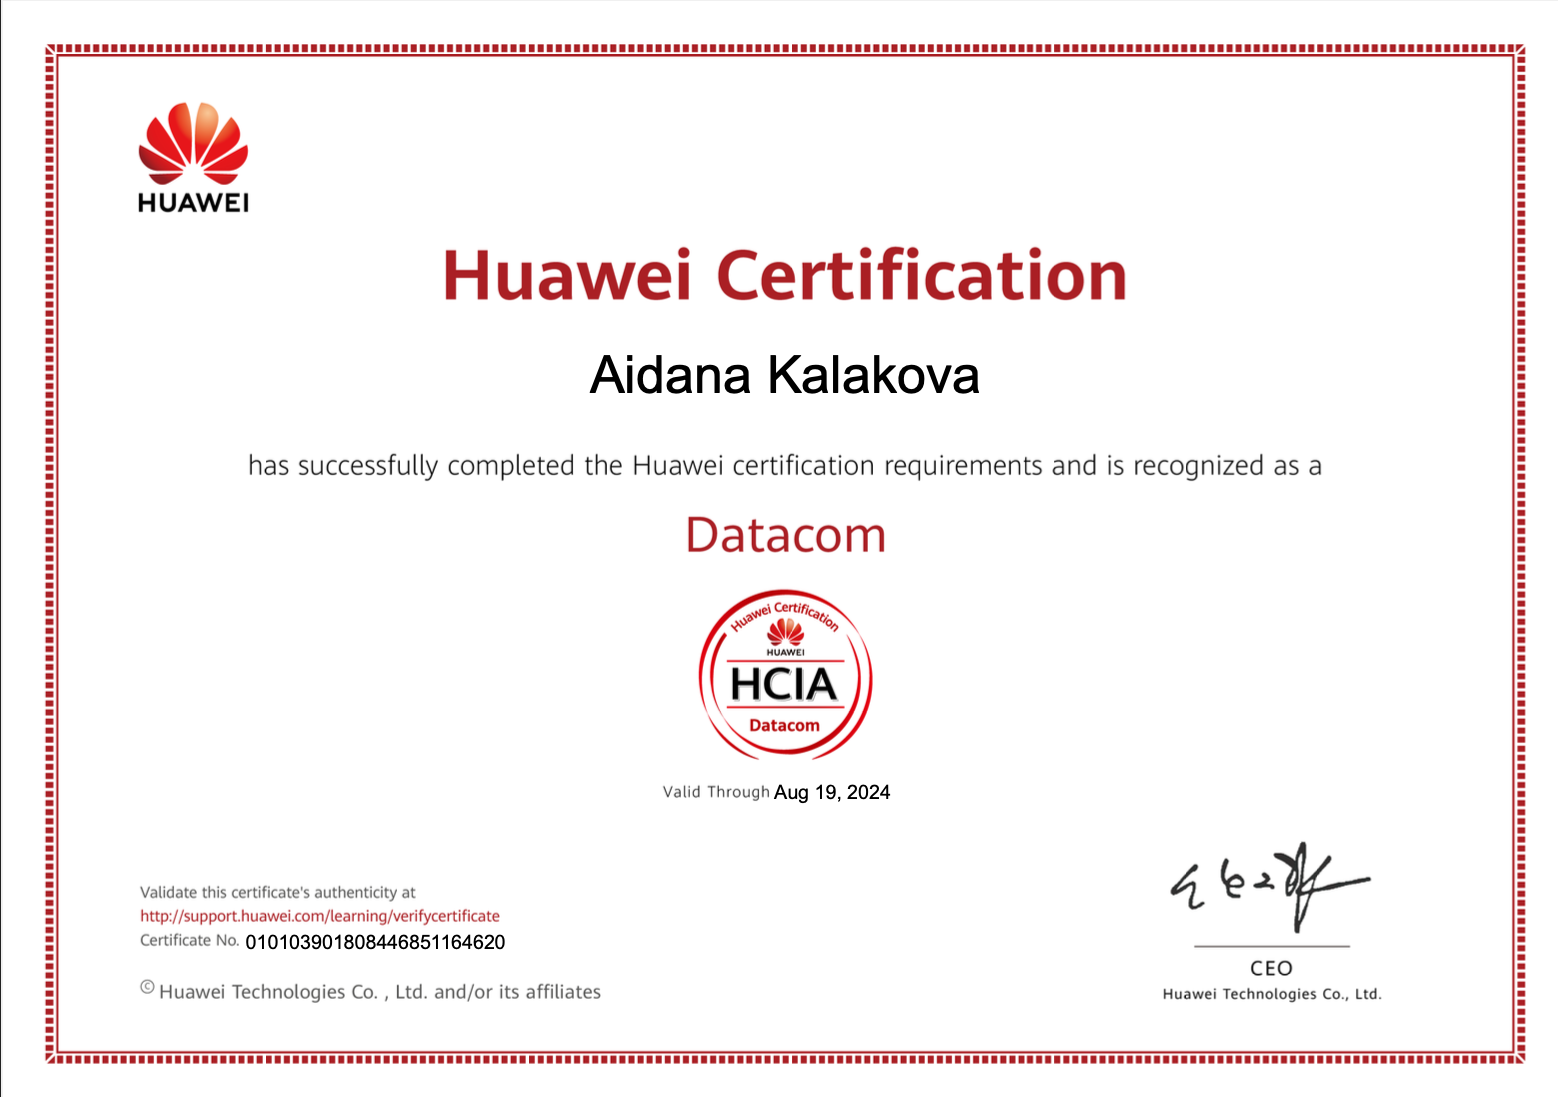 HUAWEI
Huawei Certification
Aidana Kalakova
has successfully completed the Huawei certification requirements and is recognized as a
Datacom
Huawei Certification
HUAWEI
HCIA
Datacom
Valid Through Aug 19, 2024
Validate this certificate's authenticity at
http://support.huawei.com/learning/verifycertificate
Certificate No. 010103901808446851164620
© Huawei Technologies Co. , Ltd. and/or its affiliates
CEO
Huawei Technologies Co., Ltd.